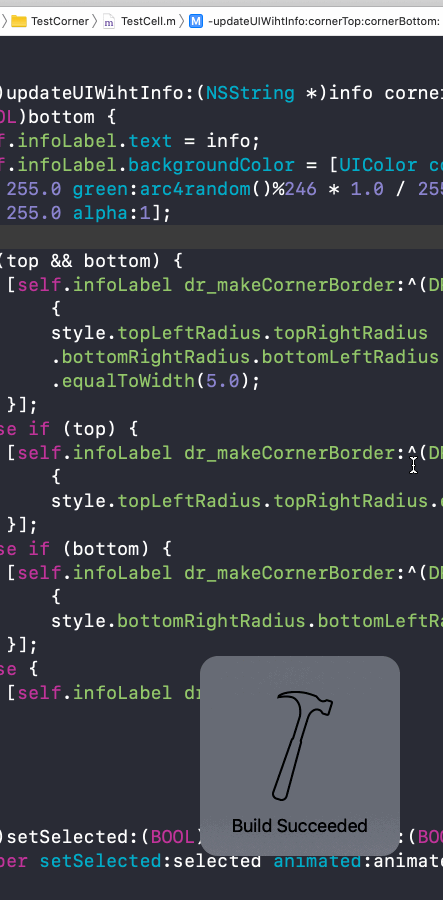 TestCorner TestCell.m M -updateUIWihtInfo:cornerTop:cornerBottom:
)updateUIWihtInfo:(NSString *)info corne
OL)bottom {
f.infoLabel.text = info;
f.infoLabel.backgroundColor = [UIColor co
255.0 green:arc4random()%246 * 1.0 / 255
255.0 alpha:1];
(top && bottom) {
[self.infoLabel dr_makeCornerBorder:^(DR
{
style.topLeftRadius.topRightRadius
.bottomRightRadius.bottomLeftRadius
.equalToWidth(5.0);
}];
se if (top) {
[self.infoLabel dr_makeCornerBorder:^(DR
{
style.topLeftRadius.topRightRadius.
}];
se if (bottom) {
[self.infoLabel dr_makeCornerBorder:^(DR
{
style.bottomRightRadius.bottomLeftRa
}];
se {
[self.infoLabel dr
Build Succeeded
)setSelected:(BOOL) :(BOO
per setSelected:selected animated:animate